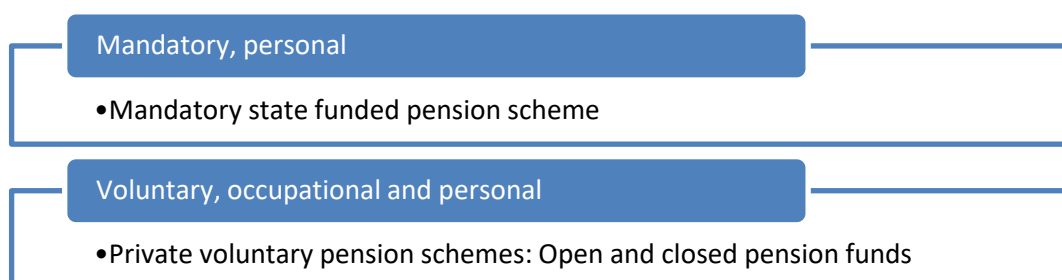 Mandatory, personal
•Mandatory state funded pension scheme
Voluntary, occupational and personal
•Private voluntary pension schemes: Open and closed pension funds